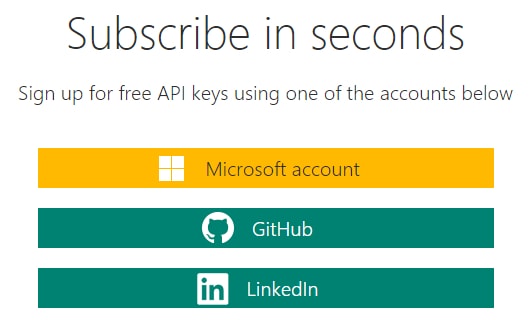 Subscribe in seconds
Sign up for free API keys using one of the accounts below
Microsoft account
GitHub
LinkedIn